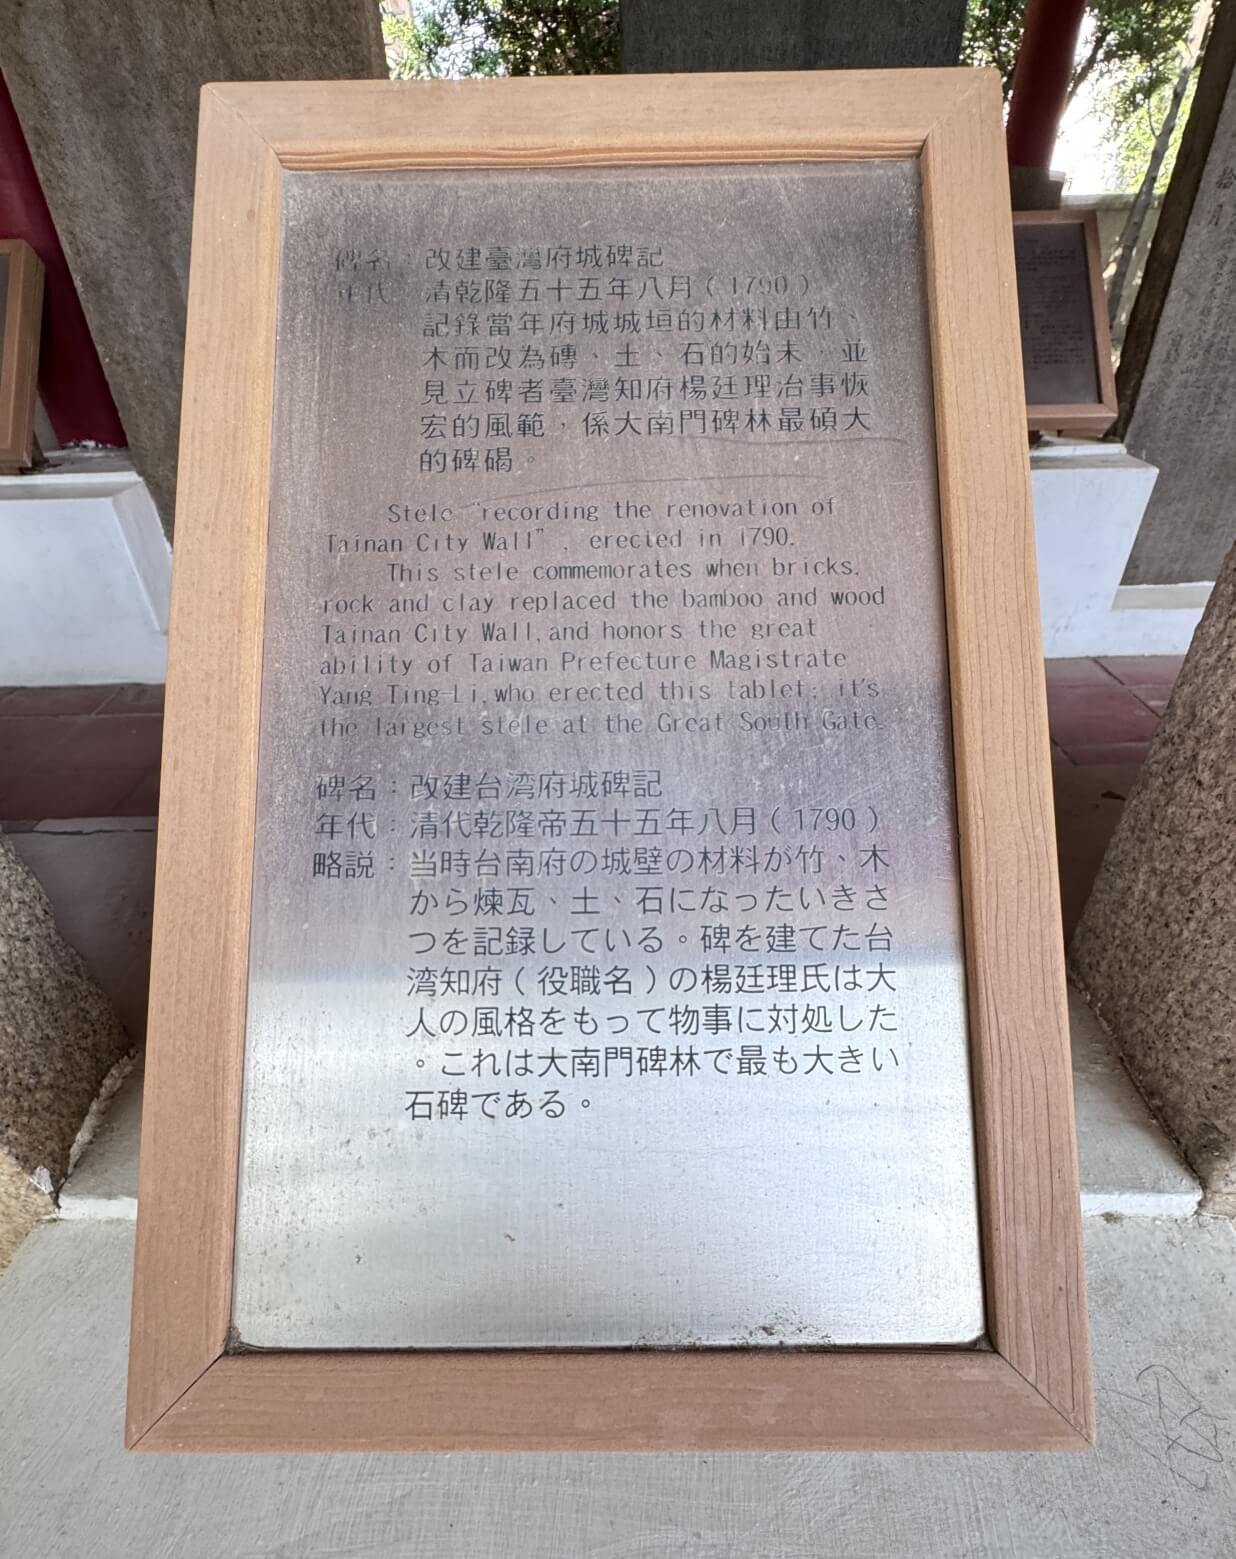 碑名：改建臺灣府城碑記
年代：清乾隆五十五年八月（1790）
記錄當年府城城垣的材料由竹、
木而改為磚、土、石的始末，並
見立碑者臺灣知府楊廷理治事恢
宏的風範，係大南門碑林最碩大
的碑碣。
Stele “recording the renovation of
Tainan City Wall”, erected in 1790.
This stele commemorates when bricks,
rock and clay replaced the bamboo and wood
Tainan City Wall,and honors the great
ability of Taiwan Prefecture Magistrate
Yang Ting-Li,who erected this tablet; it's
the largest stele at the Great South Gate.
碑名：改建台湾府城碑記
年代：清代乾隆帝五十五年八月（1790）
略説：当時台南府の城壁の材料が竹、木
から煉瓦、土、石になったいきさ
つを記録している。碑を建てた台
湾知府（役職名）の楊廷理氏は大
人の風格をもって物事に対処した
。これは大南門碑林で最も大きい
石碑である。